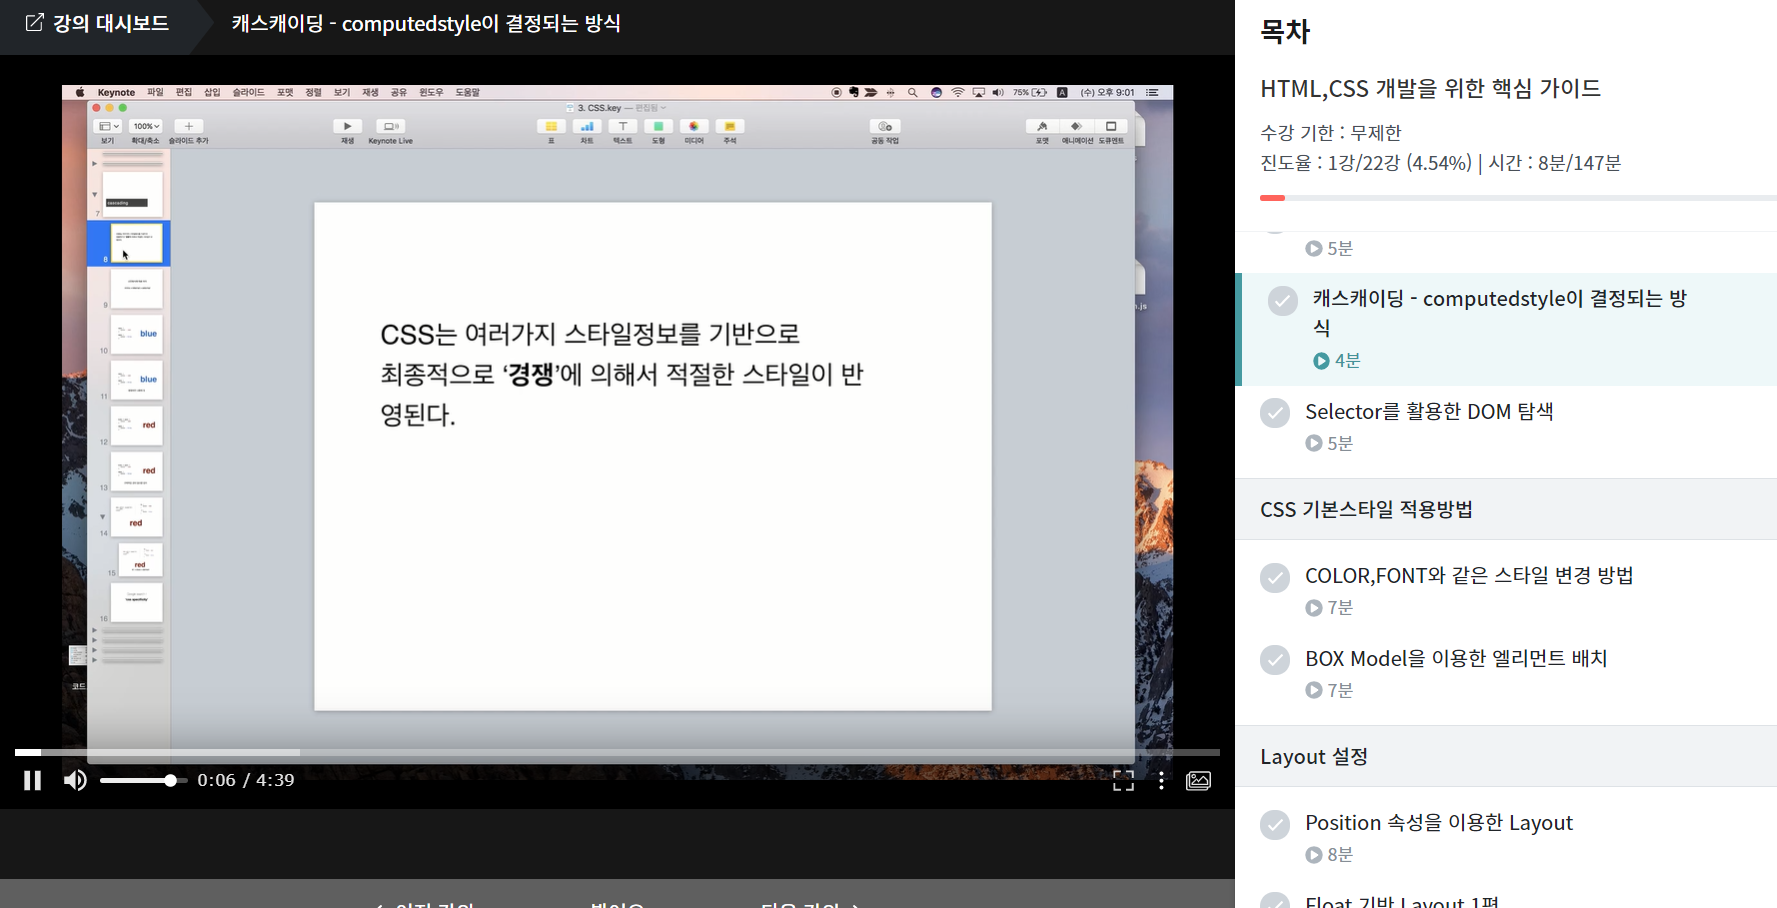 강의 대시보드
캐스캐이딩 - computedstyle이 결정되는 방식
Keynote 파일 편집 삽입 슬라이드 포맷 정렬 보기 재생 공유 윈도우 도움말
75%
(수) 오후 9:01
3. CSS.key — 편집됨
100%
보기 확대/축소 슬라이드 추가
재생 Keynote Live
표 차트 텍스트 도형 미디어 주석
공동 작업
포맷 애니메이션 도큐멘트
7
8
9
blue
10
blue
11
red
12
red
13
red
14
red
15
16
CSS는 여러가지 스타일정보를 기반으로
최종적으로 ‘경쟁’에 의해서 적절한 스타일이 반
영된다.
코드
0:06 / 4:39
목차
HTML,CSS 개발을 위한 핵심 가이드
수강 기한 : 무제한
진도율 : 1강/22강 (4.54%) | 시간 : 8분/147분
5분
캐스캐이딩 - computedstyle이 결정되는 방
식
4분
Selector를 활용한 DOM 탐색
5분
CSS 기본스타일 적용방법
COLOR,FONT와 같은 스타일 변경 방법
7분
BOX Model을 이용한 엘리먼트 배치
7분
Layout 설정
Position 속성을 이용한 Layout
8분
Float 기반 Layout 1편